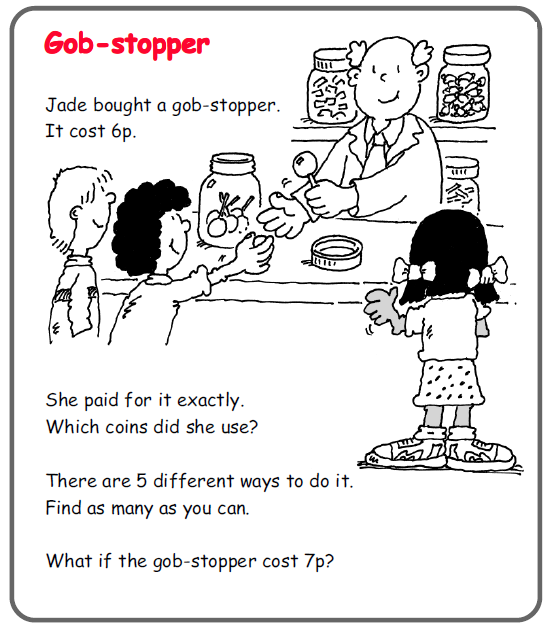 Gob-stopper
Jade bought a gob-stopper.
It cost 6p.
She paid for it exactly.
Which coins did she use?
There are 5 different ways to do it.
Find as many as you can.
What if the gob-stopper cost 7p?